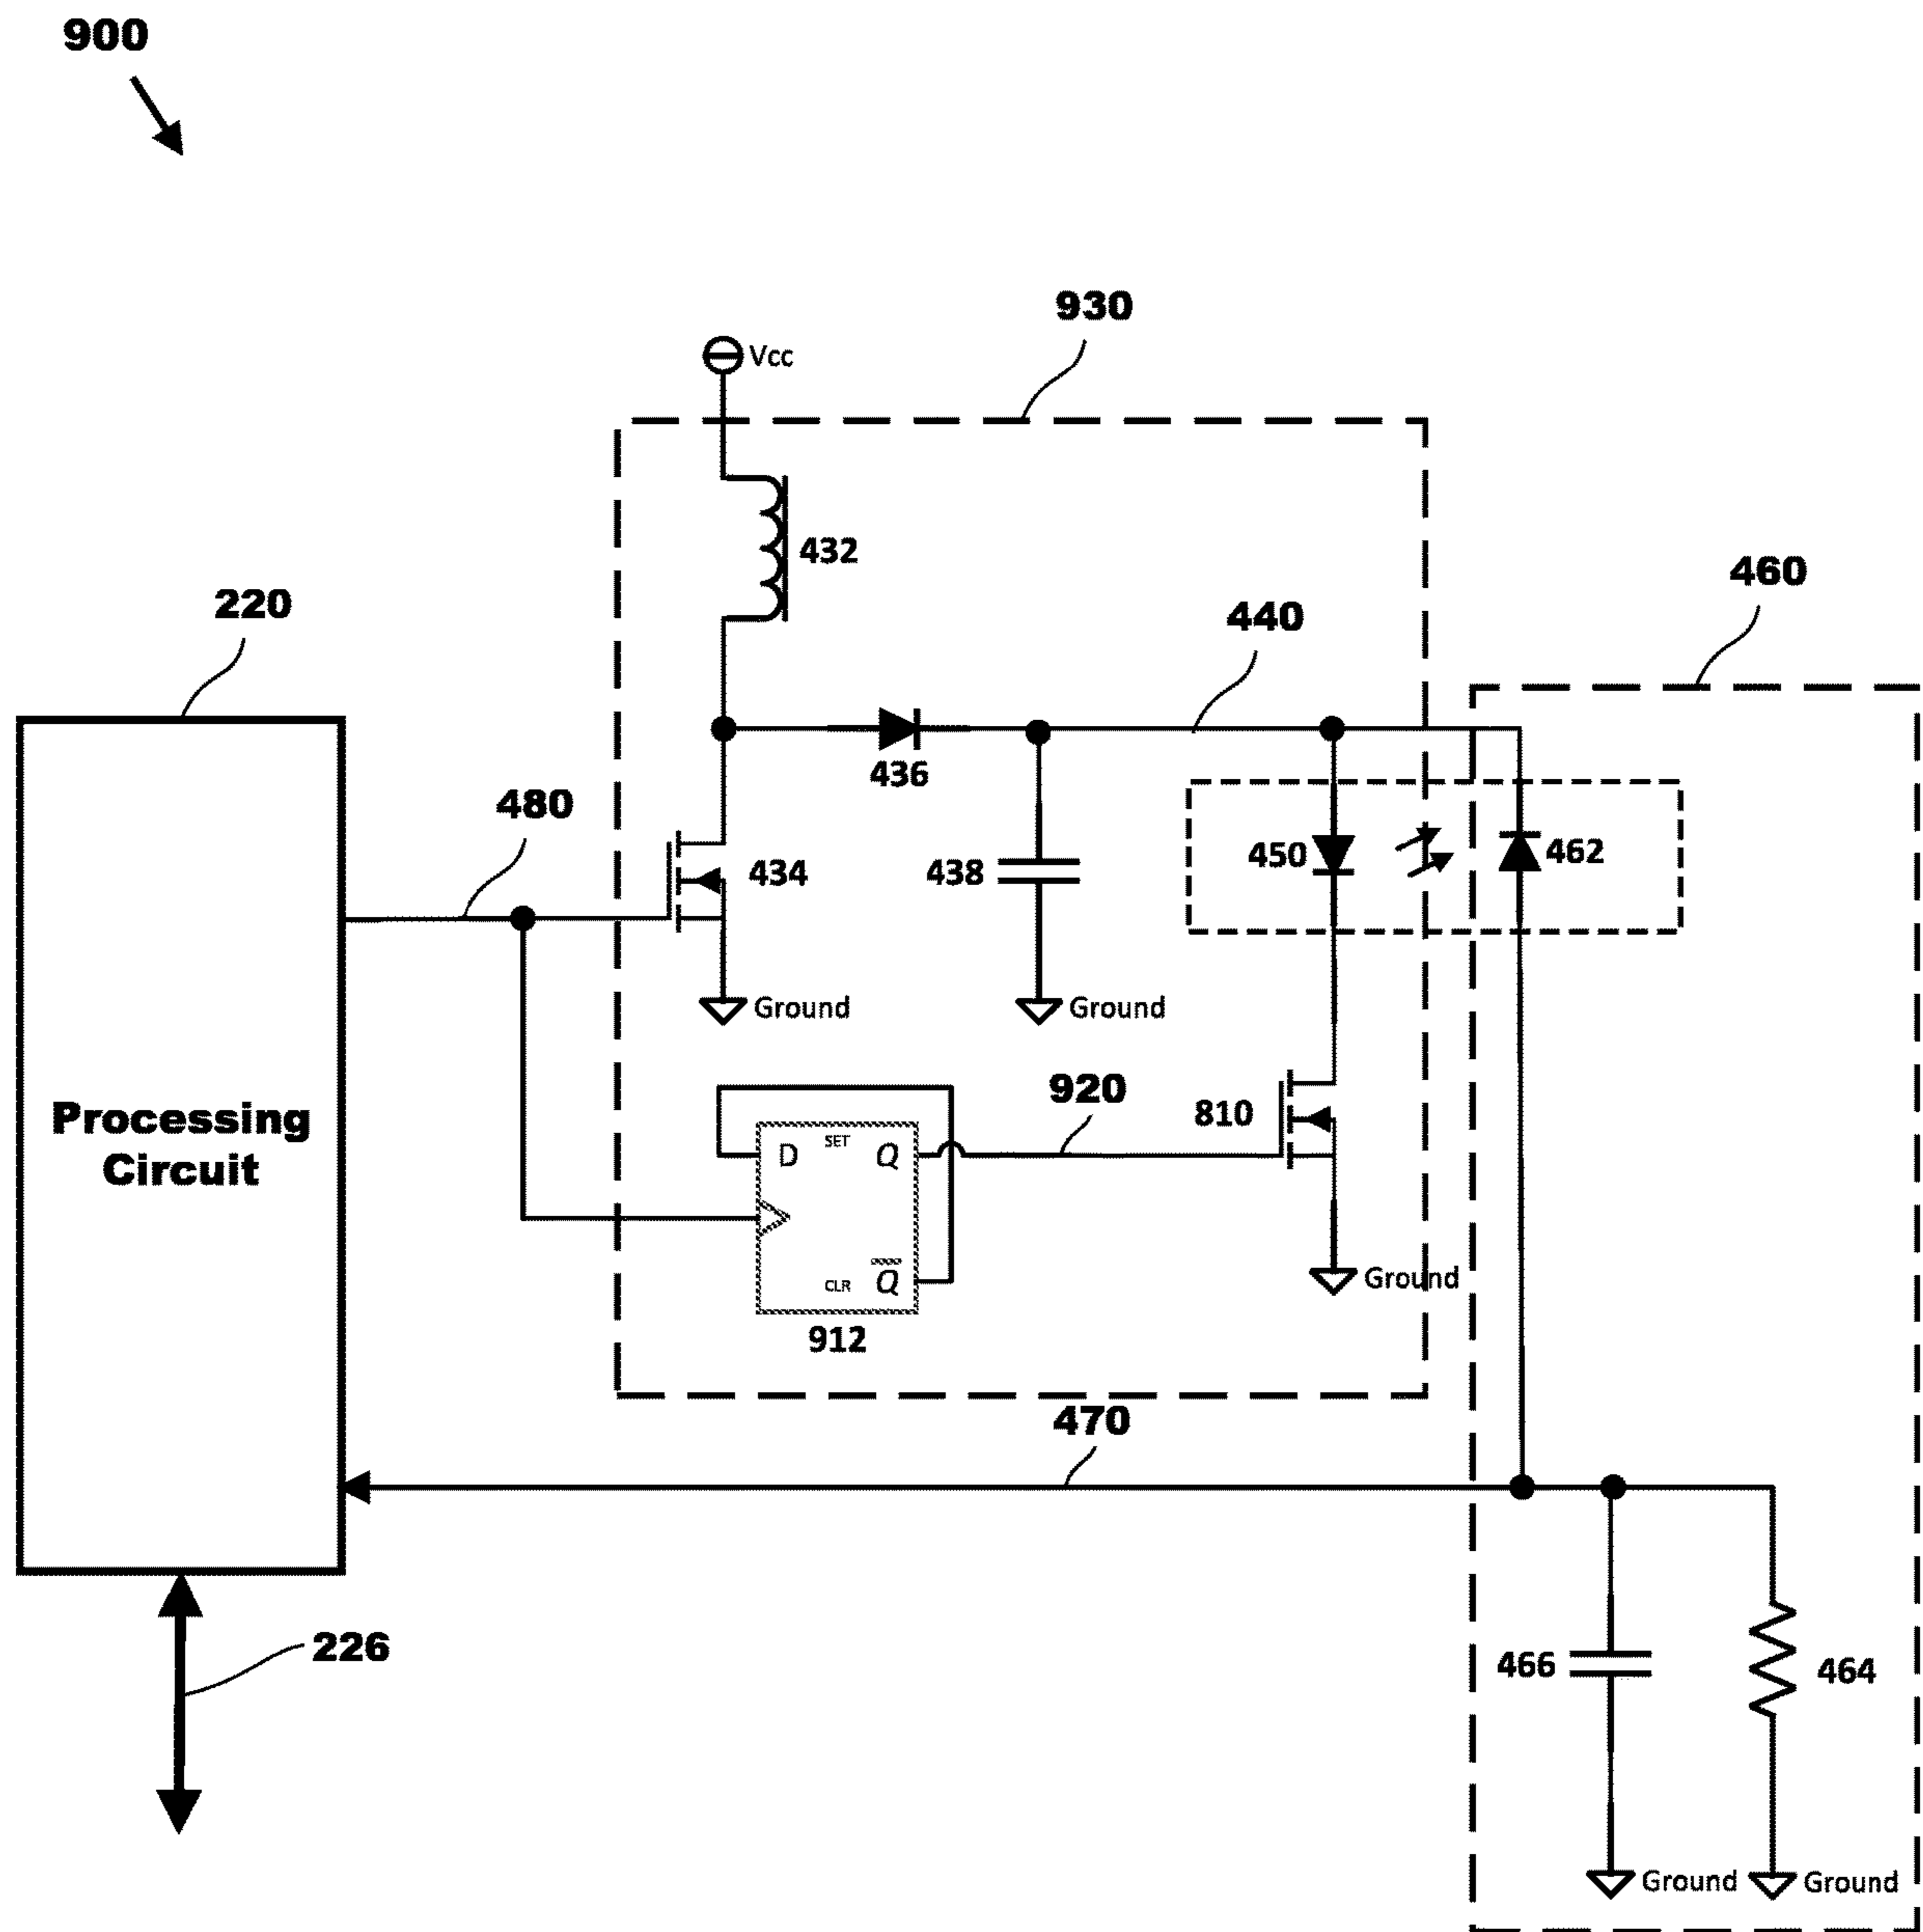 900
930
Vcc
432
460
220
440
436
480
434
438
450
462
Ground
Ground
920
810
Processing
Circuit
D
SET
Q
CLR
Q̅
Ground
912
470
226
466
464
Ground
Ground